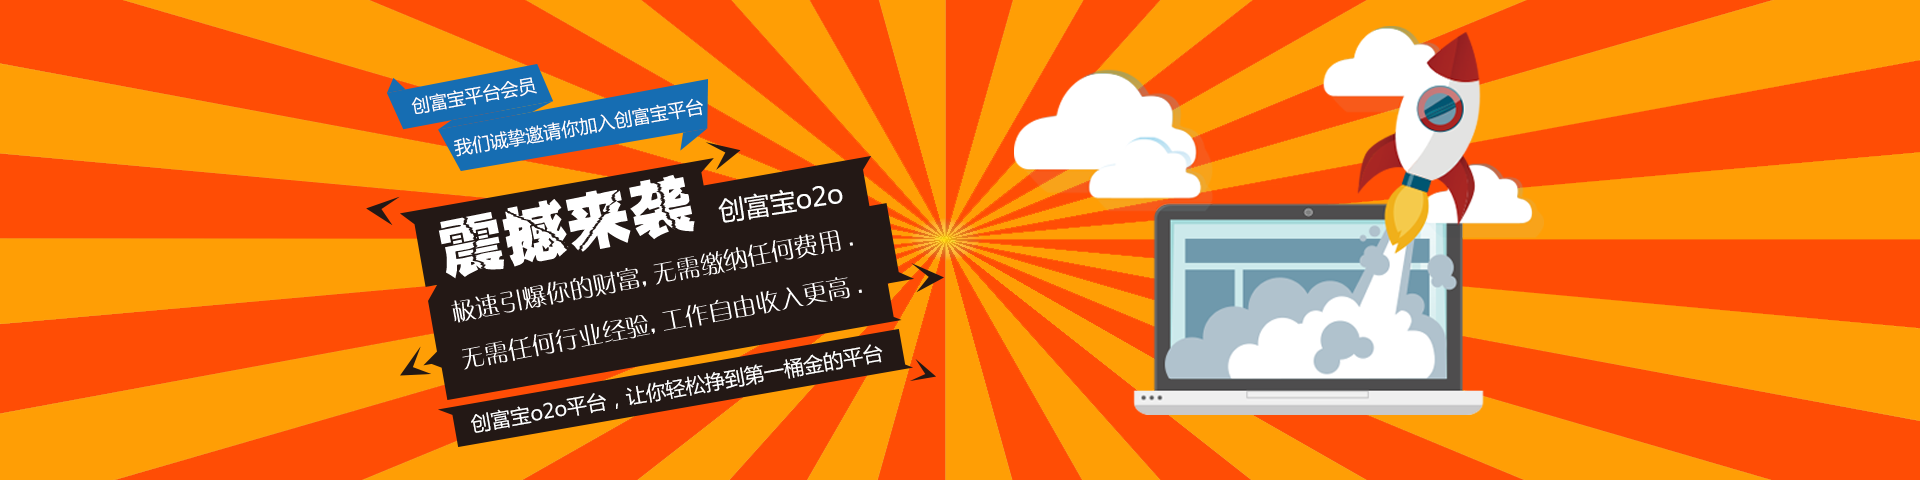 创富宝平台会员
我们诚挚邀请你加入创富宝平台
震撼来袭 创富宝o2o
极速引爆你的财富,无需缴纳任何费用.
无需任何行业经验,工作自由收入更高.
创富宝o2o平台,让你轻松挣到第一桶金的平台